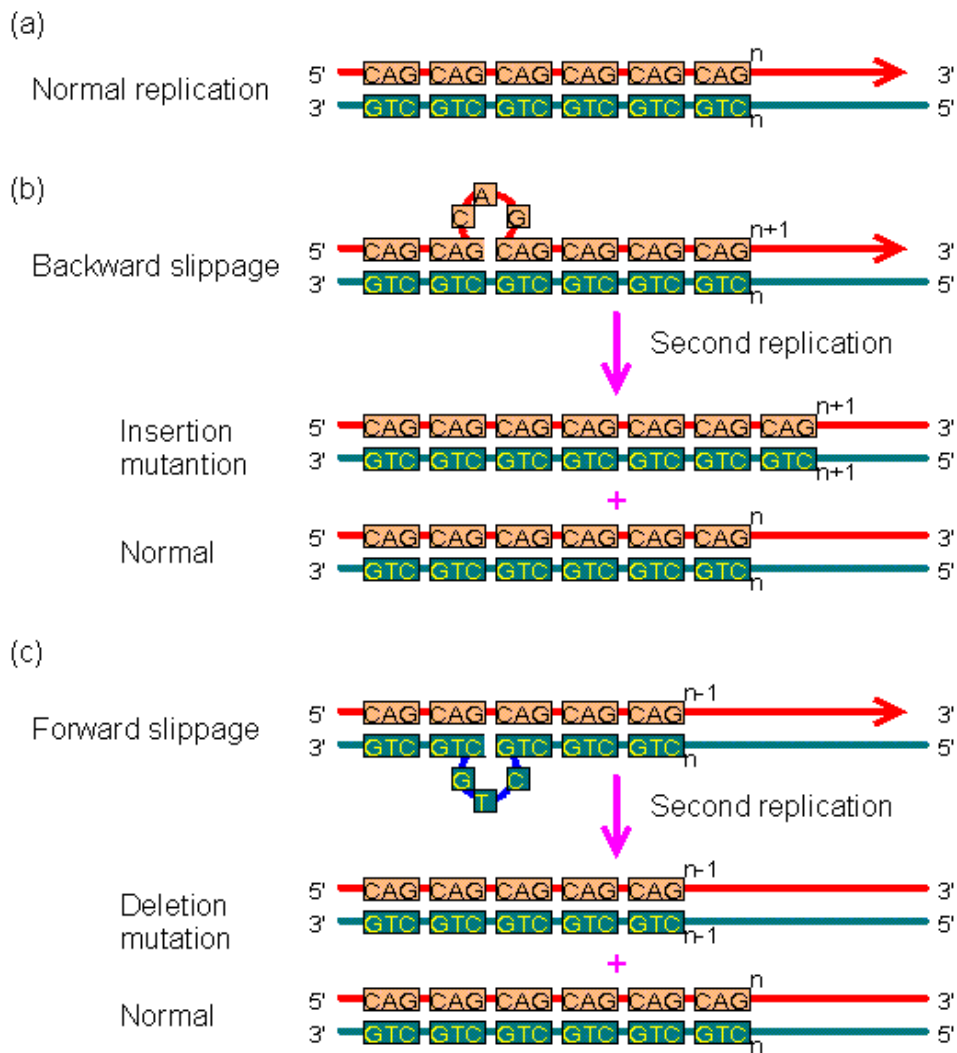 (a)
Normal replication
n
5' CAG CAG CAG CAG CAG CAG 3'
3' GTC GTC GTC GTC GTC GTC 5'
n
(b)
Backward slippage
C A G
n+1
5' CAG CAG CAG CAG CAG CAG 3'
3' GTC GTC GTC GTC GTC GTC 5'
n
Second replication
Insertion
mutantion
n+1
5' CAG CAG CAG CAG CAG CAG CAG 3'
3' GTC GTC GTC GTC GTC GTC GTC 5'
n+1
+
Normal
n
5' CAG CAG CAG CAG CAG CAG 3'
3' GTC GTC GTC GTC GTC GTC 5'
n
(c)
Forward slippage
n-1
5' CAG CAG CAG CAG CAG 3'
3' GTC GTC GTC GTC GTC 5'
n
G T C
Second replication
Deletion
mutation
n-1
5' CAG CAG CAG CAG CAG 3'
3' GTC GTC GTC GTC GTC 5'
n-1
+
Normal
n
5' CAG CAG CAG CAG CAG CAG 3'
3' GTC GTC GTC GTC GTC GTC 5'
n